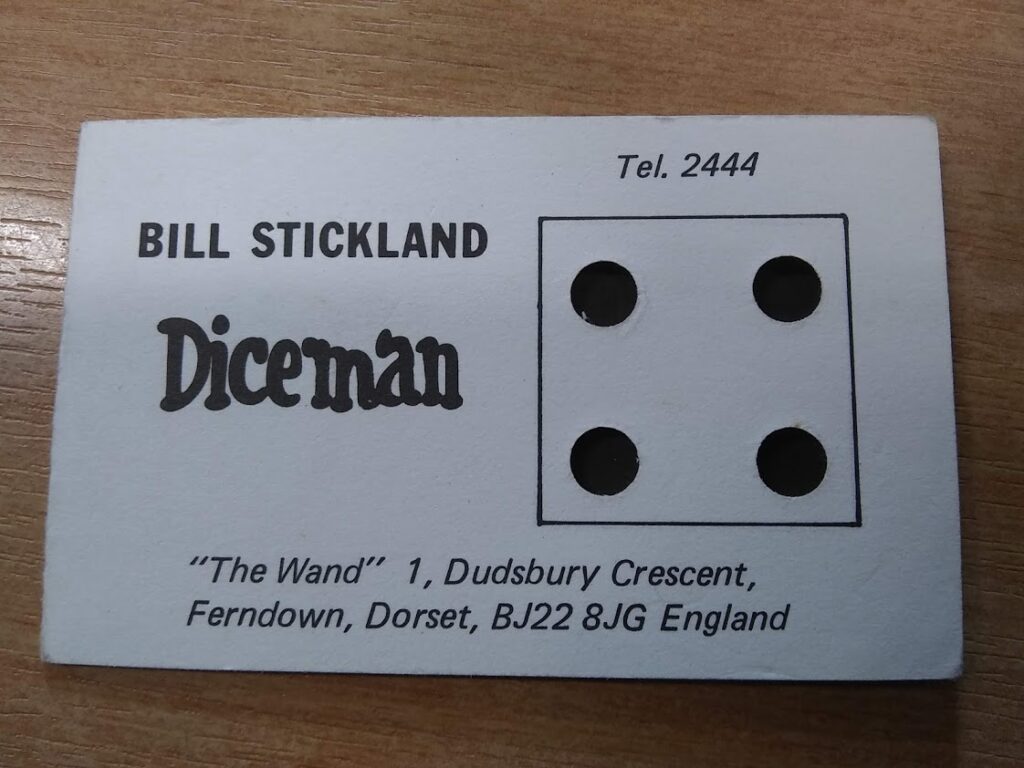 Tel. 2444
BILL STICKLAND
Diceman
"The Wand" 1, Dudsbury Crescent,
Ferndown, Dorset, BJ22 8JG England